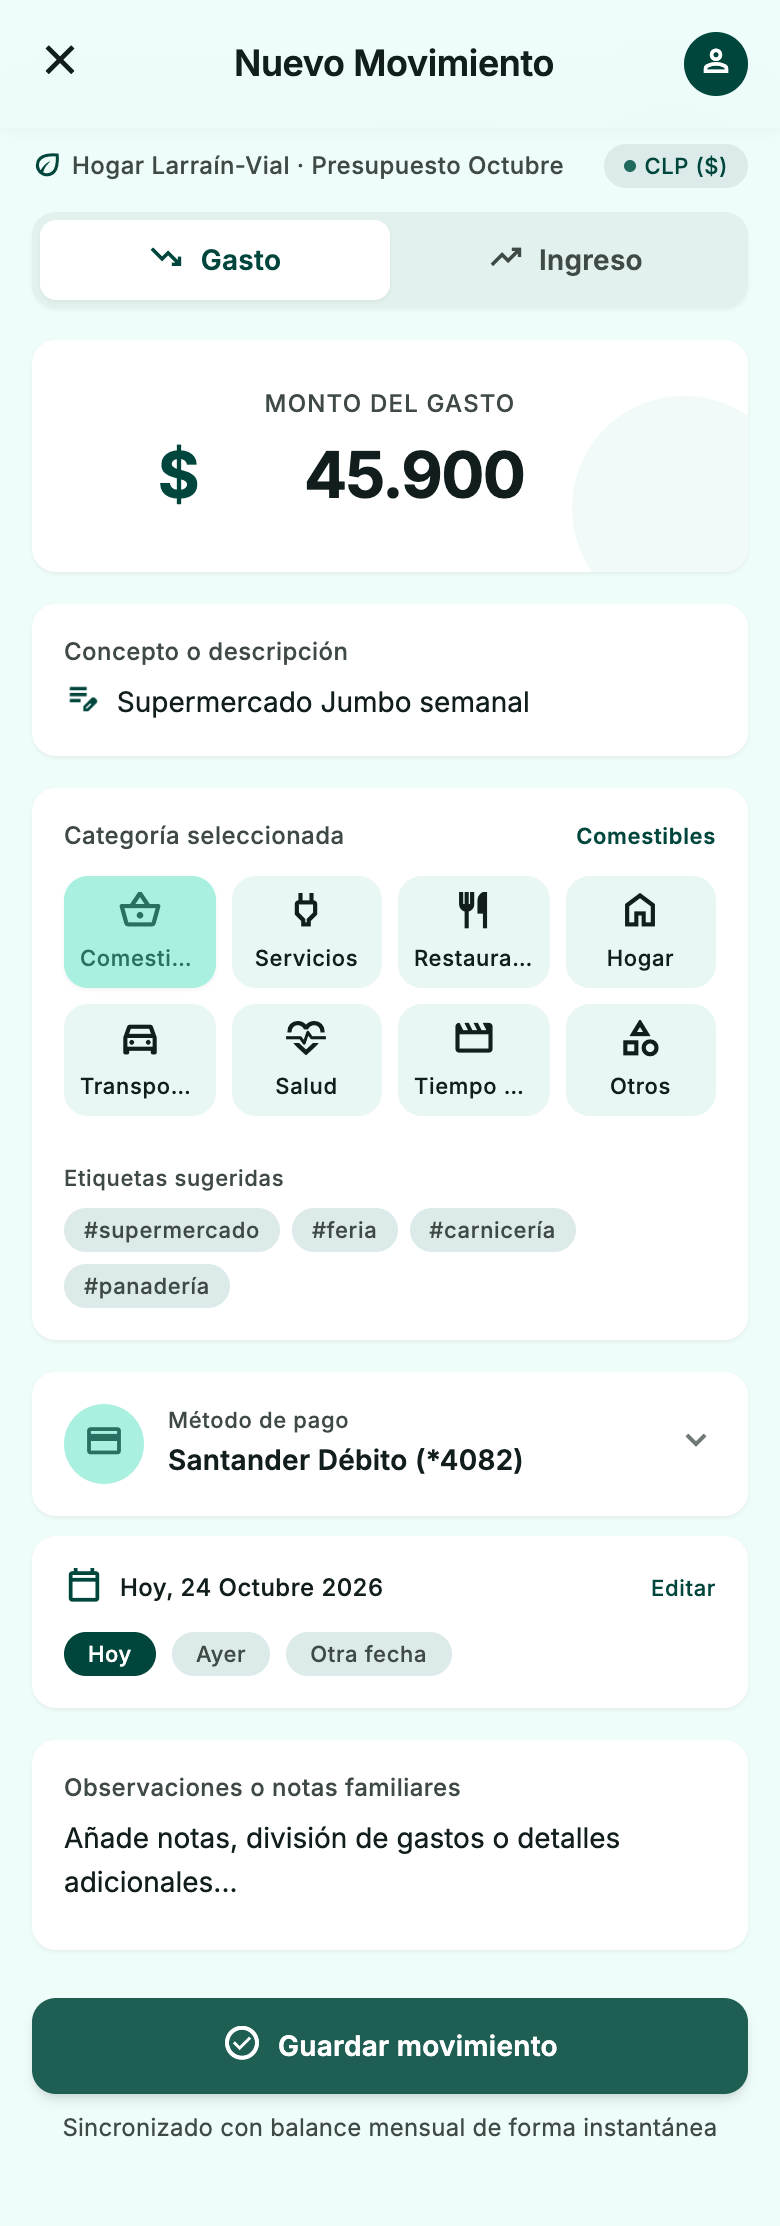 Nuevo Movimiento
Hogar Larraín-Vial · Presupuesto Octubre
CLP ($)
Gasto
Ingreso
MONTO DEL GASTO
$ 45.900
Concepto o descripción
Supermercado Jumbo semanal
Categoría seleccionada
Comestibles
Comesti...
Servicios
Restaura...
Hogar
Transpo...
Salud
Tiempo ...
Otros
Etiquetas sugeridas
#supermercado
#feria
#carnicería
#panadería
Método de pago
Santander Débito (*4082)
Hoy, 24 Octubre 2026
Editar
Hoy
Ayer
Otra fecha
Observaciones o notas familiares
Añade notas, división de gastos o detalles
adicionales...
Guardar movimiento
Sincronizado con balance mensual de forma instantánea